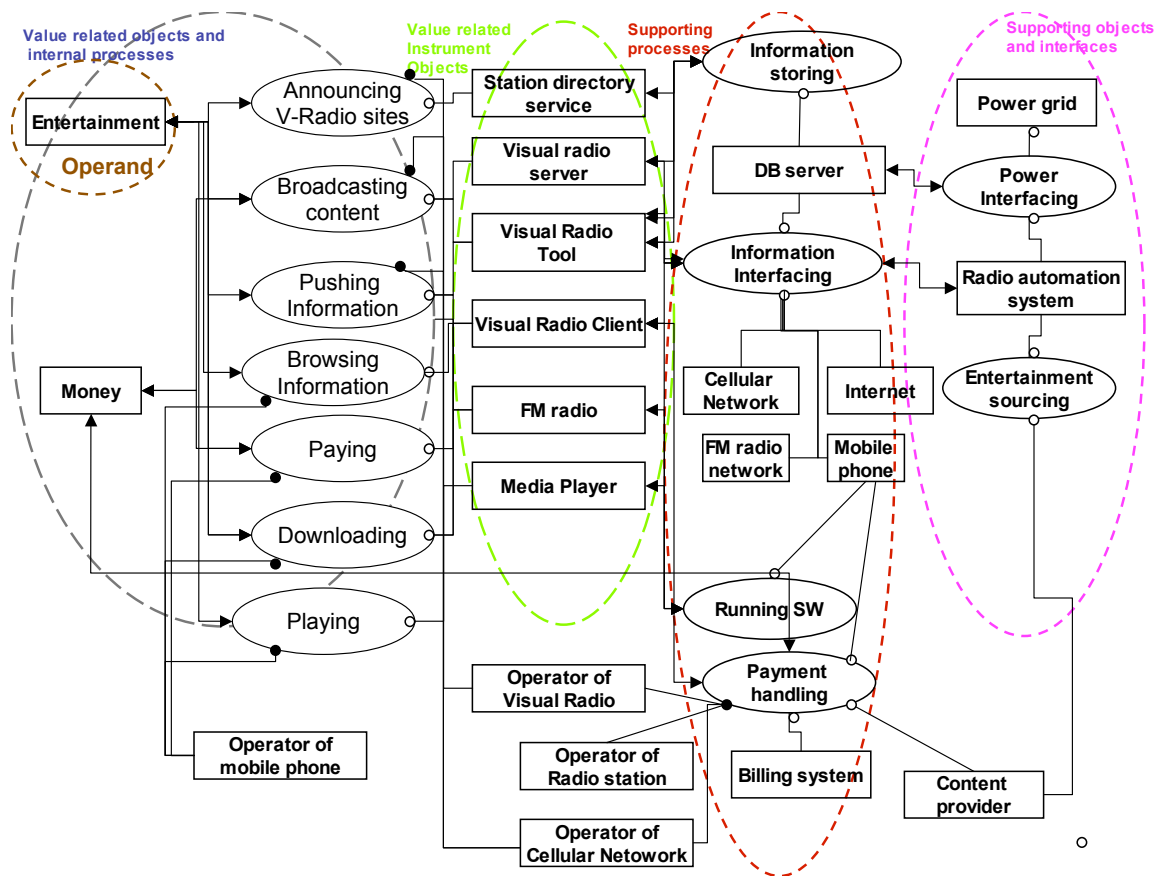 Value related objects and
internal processes
Value related
Instrument
Objects
Supporting
processes
Supporting objects
and interfaces
Entertainment
Operand
Money
Announcing
V-Radio sites
Broadcasting
content
Pushing
Information
Browsing
Information
Paying
Downloading
Playing
Operator of
mobile phone
Station directory
service
Visual radio
server
Visual Radio
Tool
Visual Radio Client
FM radio
Media Player
Operator of
Visual Radio
Operator of
Radio station
Operator of
Cellular Netowork
Information
storing
DB server
Information
Interfacing
Cellular
Network
Internet
FM radio
network
Mobile
phone
Running SW
Payment
handling
Billing system
Power grid
Power
Interfacing
Radio automation
system
Entertainment
sourcing
Content
provider